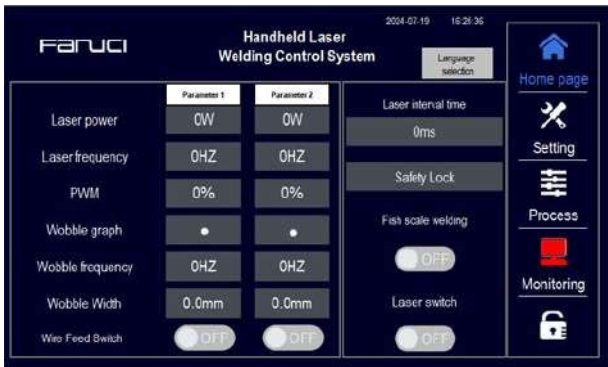 2024-07-19 16:26:36
Faruci
Handheld Laser
Welding Control System
Language
selection
Home page
Parameter 1
Parameter 2
Laser interval time
Laser power
0W
0W
0ms
Setting
Laser frequency
0HZ
0HZ
Safety Lock
PWM
0%
0%
Process
Wobble graph
Fish scale welding
Wobble frequency
0HZ
0HZ
OFF
Monitoring
Wobble Width
0.0mm
0.0mm
Laser switch
Wire Feed Switch
OFF
OFF
OFF